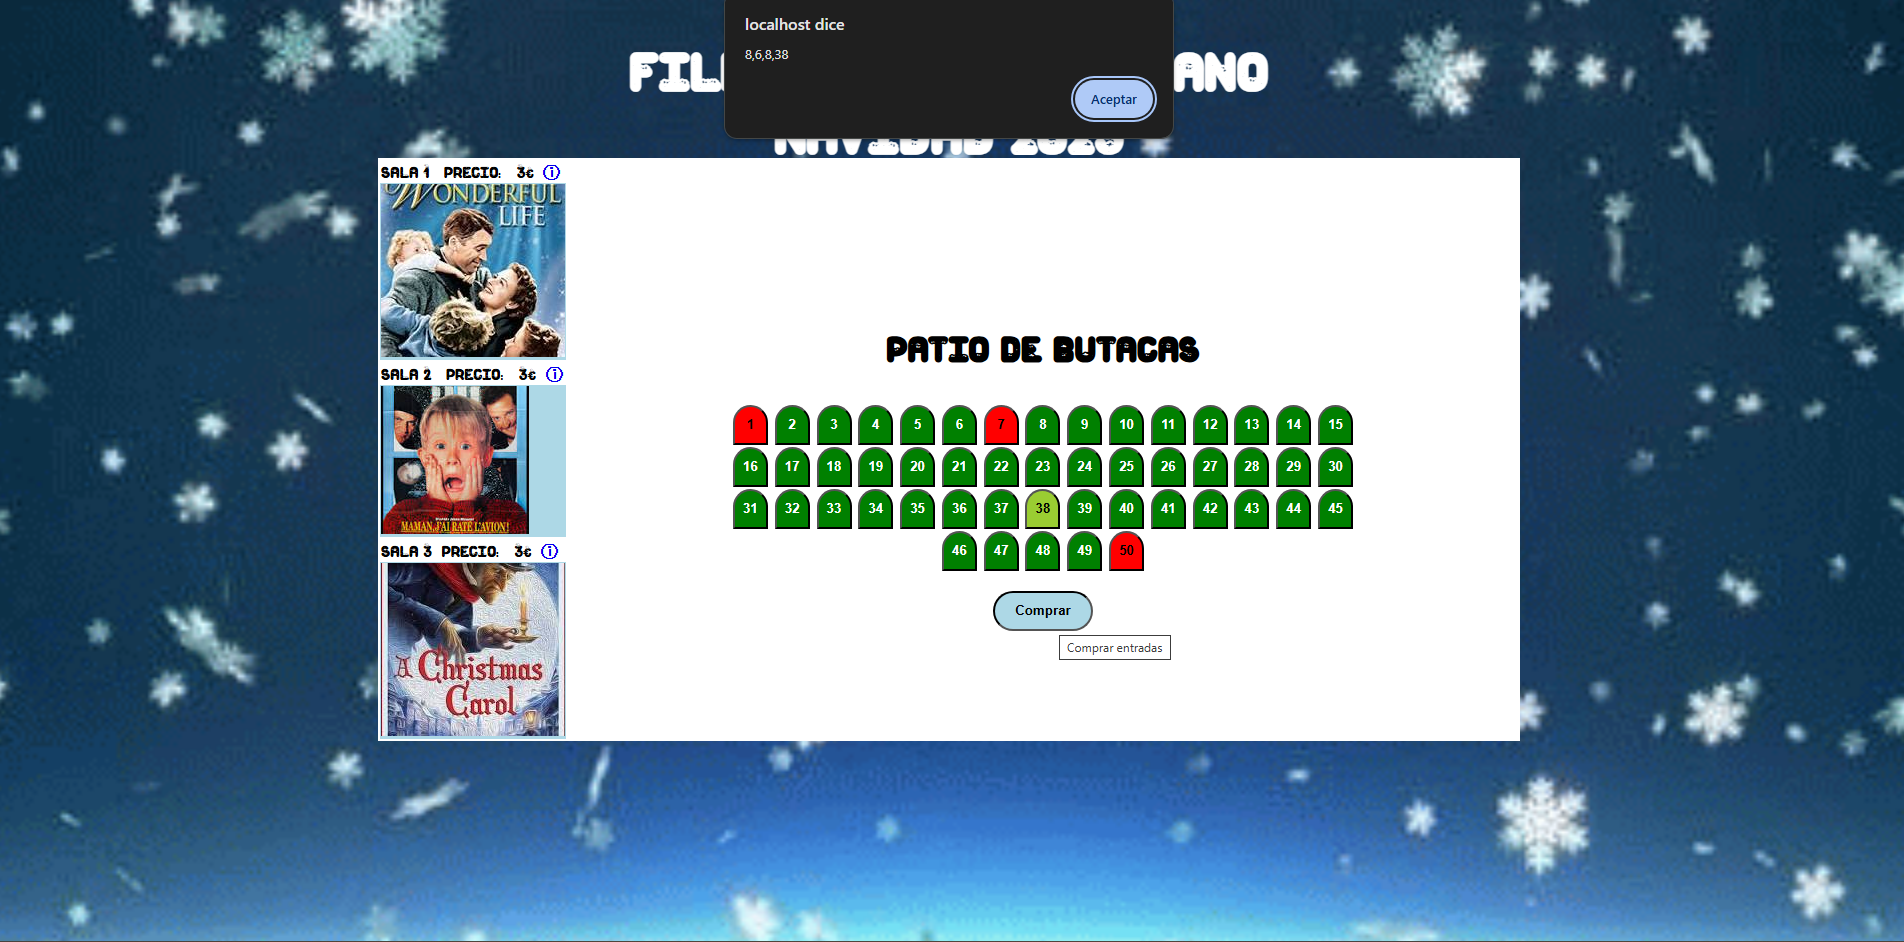 localhost dice
8,6,8,38
Aceptar
SALA 1 PRECIO: 3€
WONDERFUL
LIFE
SALA 2 PRECIO: 3€
MAMAN, J'AI RATÉ L'AVION!
SALA 3 PRECIO: 3€
A Christmas
Carol
PATIO DE BUTACAS
1 2 3 4 5 6 7 8 9 10 11 12 13 14 15
16 17 18 19 20 21 22 23 24 25 26 27 28 29 30
31 32 33 34 35 36 37 38 39 40 41 42 43 44 45
46 47 48 49 50
Comprar
Comprar entradas